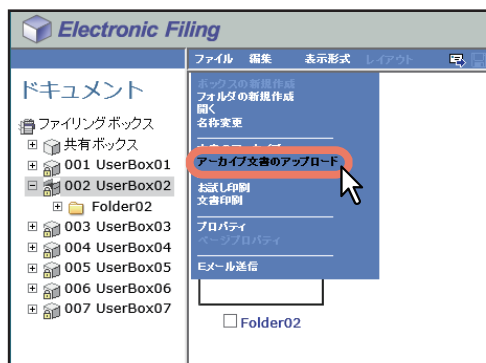 Electronic Filing
ファイル 編集 表示形式 レイアウト
ドキュメント
ファイリングボックス
共有ボックス
001 UserBox01
002 UserBox02
Folder02
003 UserBox03
004 UserBox04
005 UserBox05
006 UserBox06
007 UserBox07
ボックスの新規作成
フォルダの新規作成
開く
名称変更
アーカイブ文書のアップロード
お試し印刷
文書印刷
プロパティ
ページプロパティ
Eメール送信
Folder02